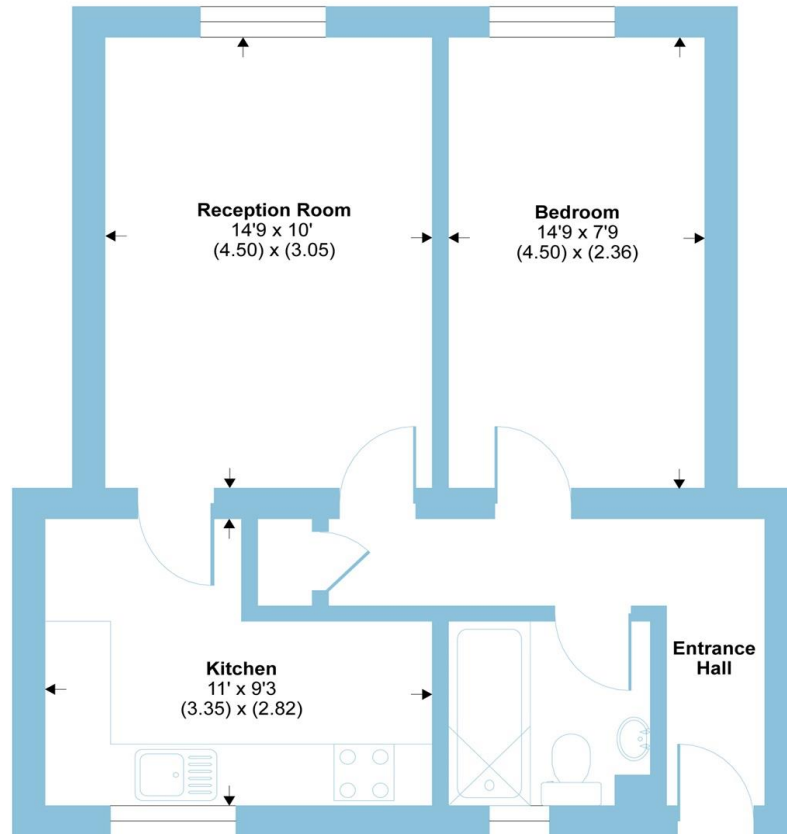 Reception Room
14'9 x 10'
(4.50) x (3.05)
Bedroom
14'9 x 7'9
(4.50) x (2.36)
Kitchen
11' x 9'3
(3.35) x (2.82)
Entrance
Hall